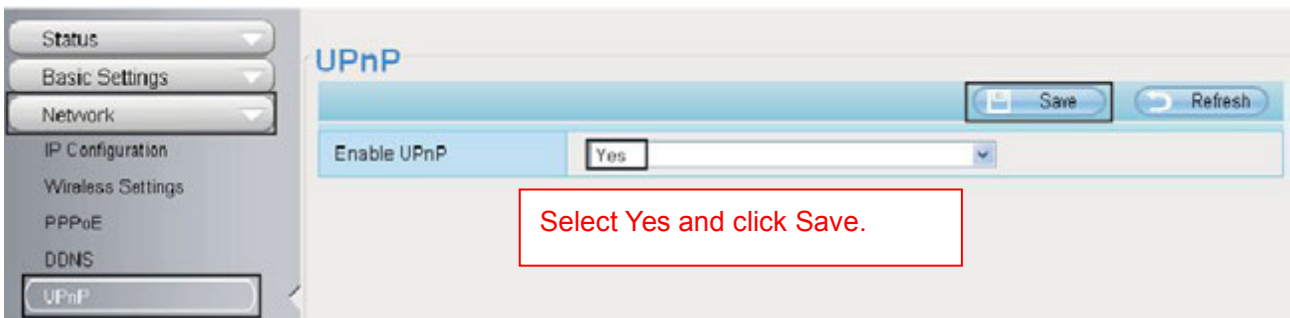 Status
Basic Settings
Network
IP Configuration
Wireless Settings
PPPoE
DDNS
UPnP
UPnP
Save Refresh
Enable UPnP Yes
Select Yes and click Save.